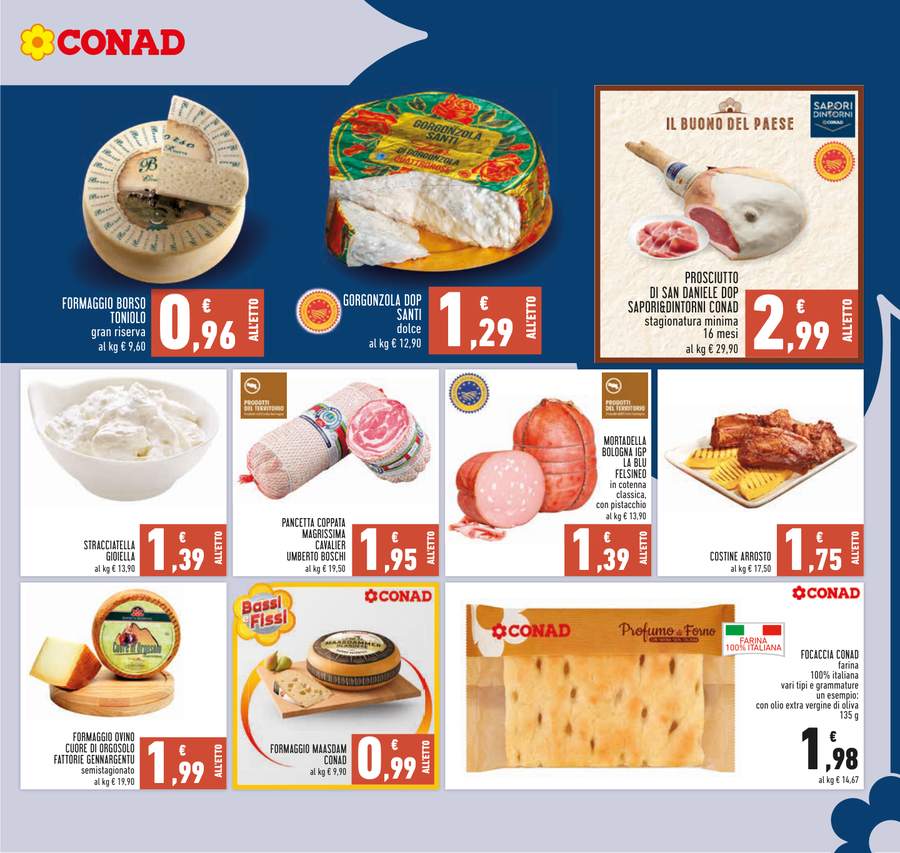 CONAD
FORMAGGIO BORSO
TONIOLO
gran riserva
al kg € 9,60
0,96 €
ALL'ETTO
GORGONZOLA
SANTI
DI GORGONZOLA
QUATTROROSE
GORGONZOLA DOP
SANTI
dolce
al kg € 12,90
1,29 €
ALL'ETTO
IL BUONO DEL PAESE
SAPORI
DINTORNI
CONAD
PROSCIUTTO
DI SAN DANIELE DOP
SAPORI&DINTORNI CONAD
stagionatura minima
16 mesi
al kg € 29,90
2,99 €
ALL'ETTO
STRACCIATELLA
GIOIELLA
al kg € 13,90
1,39 €
ALL'ETTO
PRODOTTI
DEL TERRITORIO
PANCETTA COPPATA
MAGRISSIMA
CAVALIER
UMBERTO BOSCHI
al kg € 19,50
1,95 €
ALL'ETTO
PRODOTTI
DEL TERRITORIO
MORTADELLA
BOLOGNA IGP
LA BLU
FELSINEO
in cotenna
classica,
con pistacchio
al kg € 13,90
1,39 €
ALL'ETTO
COSTINE ARROSTO
al kg € 17,50
1,75 €
ALL'ETTO
Cuore di Orgosolo
FORMAGGIO OVINO
CUORE DI ORGOSOLO
FATTORIE GENNARGENTU
semistagionato
al kg € 19,90
1,99 €
ALL'ETTO
Bassi
e Fissi
CONAD
MAASDAMMER
FORMAGGIO MAASDAM
CONAD
al kg € 9,90
0,99 €
ALL'ETTO
CONAD
CONAD
Profumo di Forno
FARINA
100% ITALIANA
FOCACCIA CONAD
farina
100% italiana
vari tipi e grammature
un esempio:
con olio extra vergine di oliva
135 g
1,98 €
al kg € 14,67